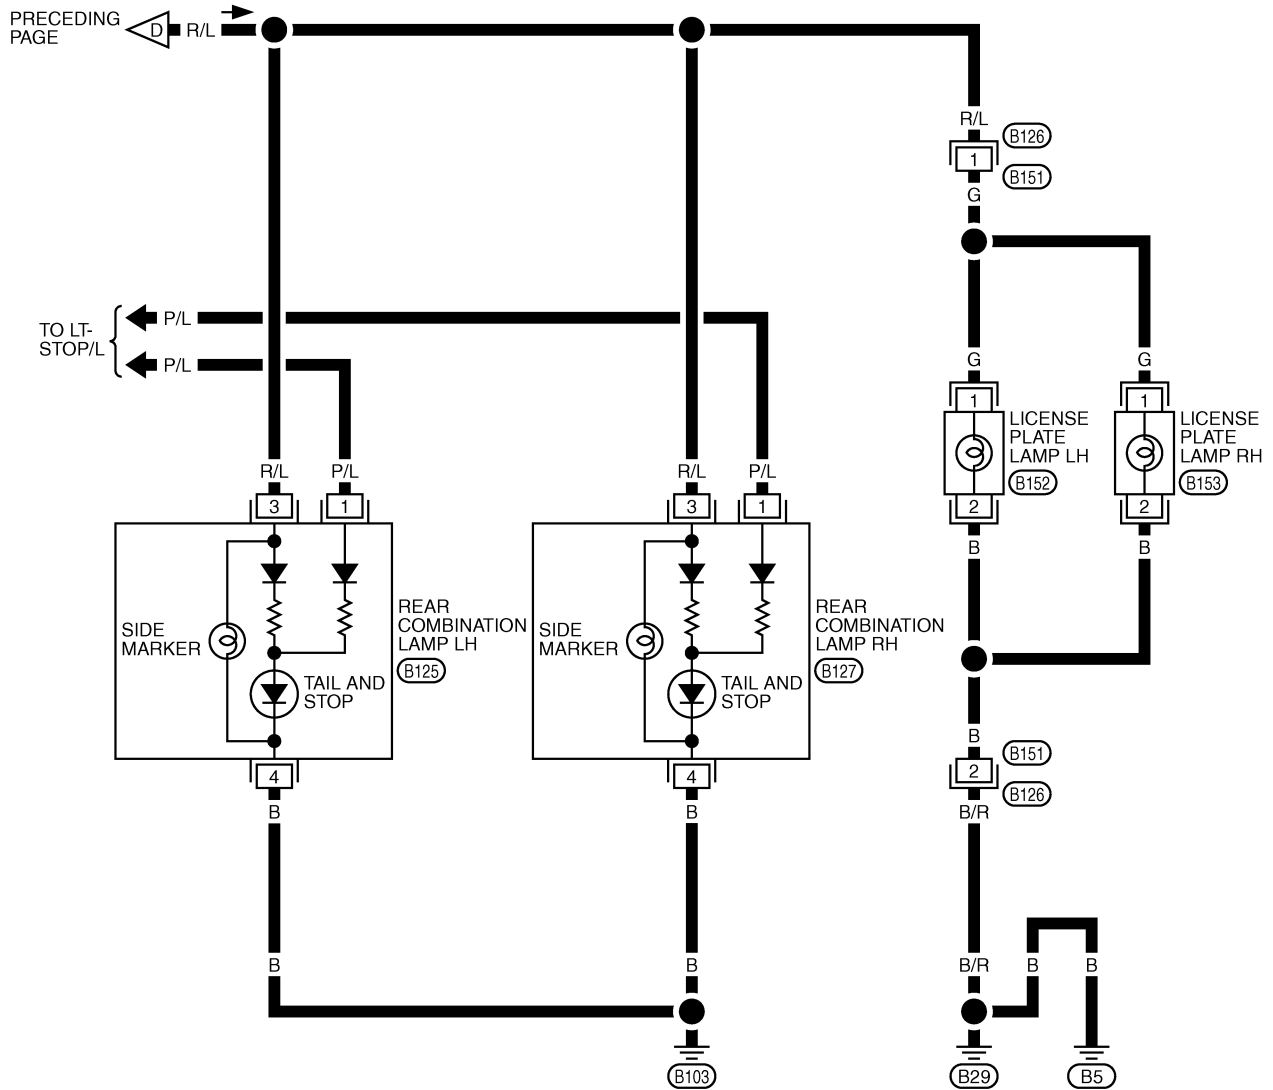 PRECEDING
PAGE
D
R/L
R/L
B126
1
B151
G
TO LT-
STOP/L
P/L
P/L
G
G
1
1
LICENSE
PLATE
LAMP LH
B152
LICENSE
PLATE
LAMP RH
B153
2
2
B
B
R/L
P/L
R/L
P/L
3
1
3
1
SIDE
MARKER
TAIL AND
STOP
REAR
COMBINATION
LAMP LH
B125
SIDE
MARKER
TAIL AND
STOP
REAR
COMBINATION
LAMP RH
B127
4
4
B
B
B
B151
2
B126
B/R
B
B
B/R
B
B
B103
B29
B5